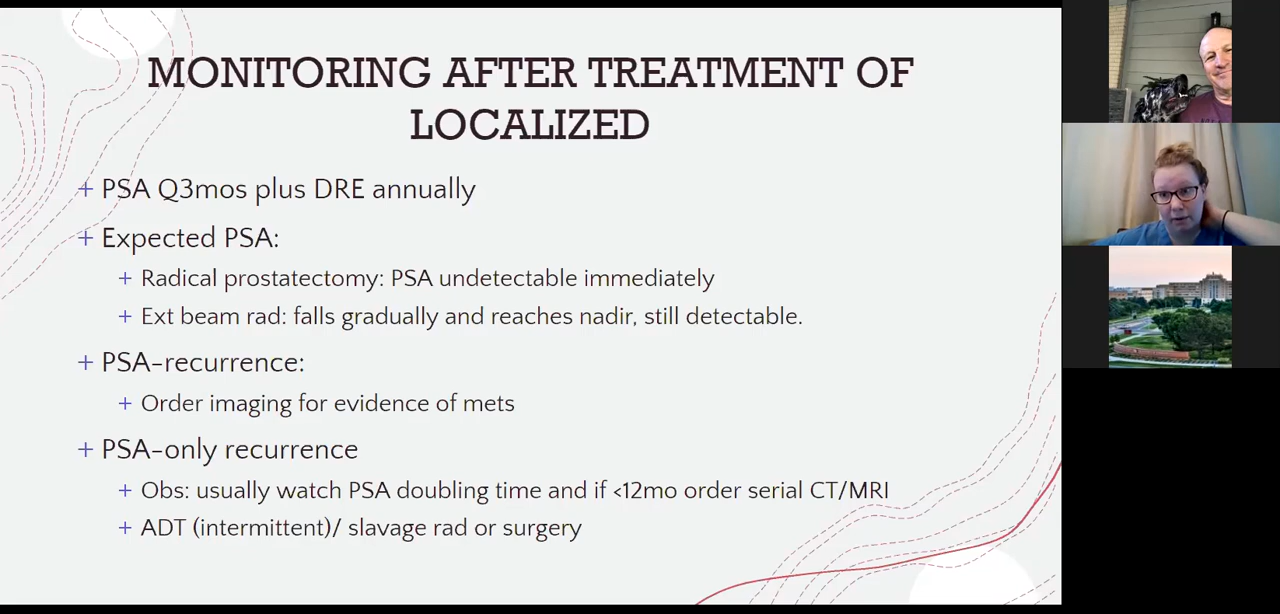 MONITORING AFTER TREATMENT OF
LOCALIZED
+ PSA Q3mos plus DRE annually
+ Expected PSA:
+ Radical prostatectomy: PSA undetectable immediately
+ Ext beam rad: falls gradually and reaches nadir, still detectable.
+ PSA-recurrence:
+ Order imaging for evidence of mets
+ PSA-only recurrence
+ Obs: usually watch PSA doubling time and if <12mo order serial CT/MRI
+ ADT (intermittent)/ slavage rad or surgery